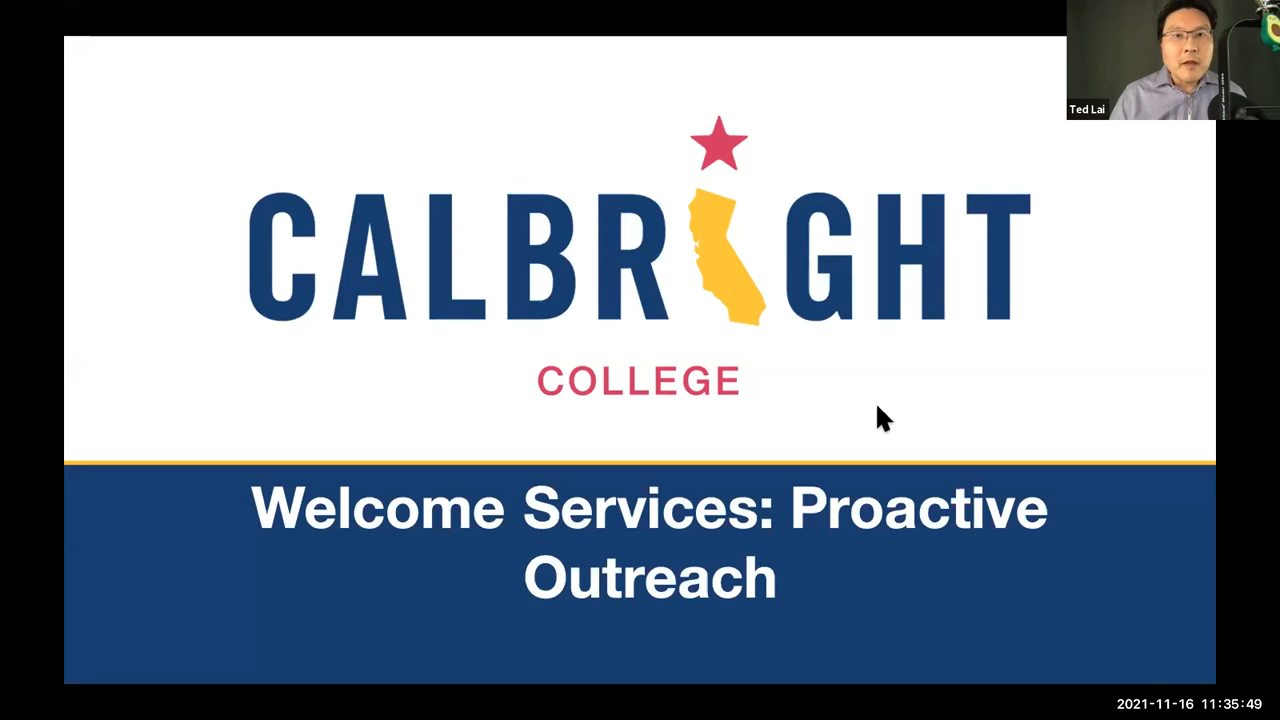 Ted Lai
CALBRIGHT
COLLEGE
Welcome Services: Proactive
Outreach
2021-11-16 11:35:49